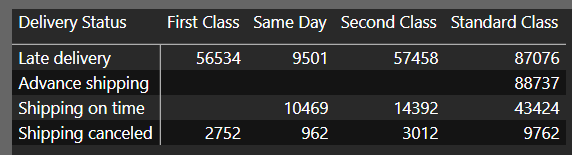 Delivery Status First Class Same Day Second Class Standard Class
Late delivery 56534 9501 57458 87076
Advance shipping 88737
Shipping on time 10469 14392 43424
Shipping canceled 2752 962 3012 9762